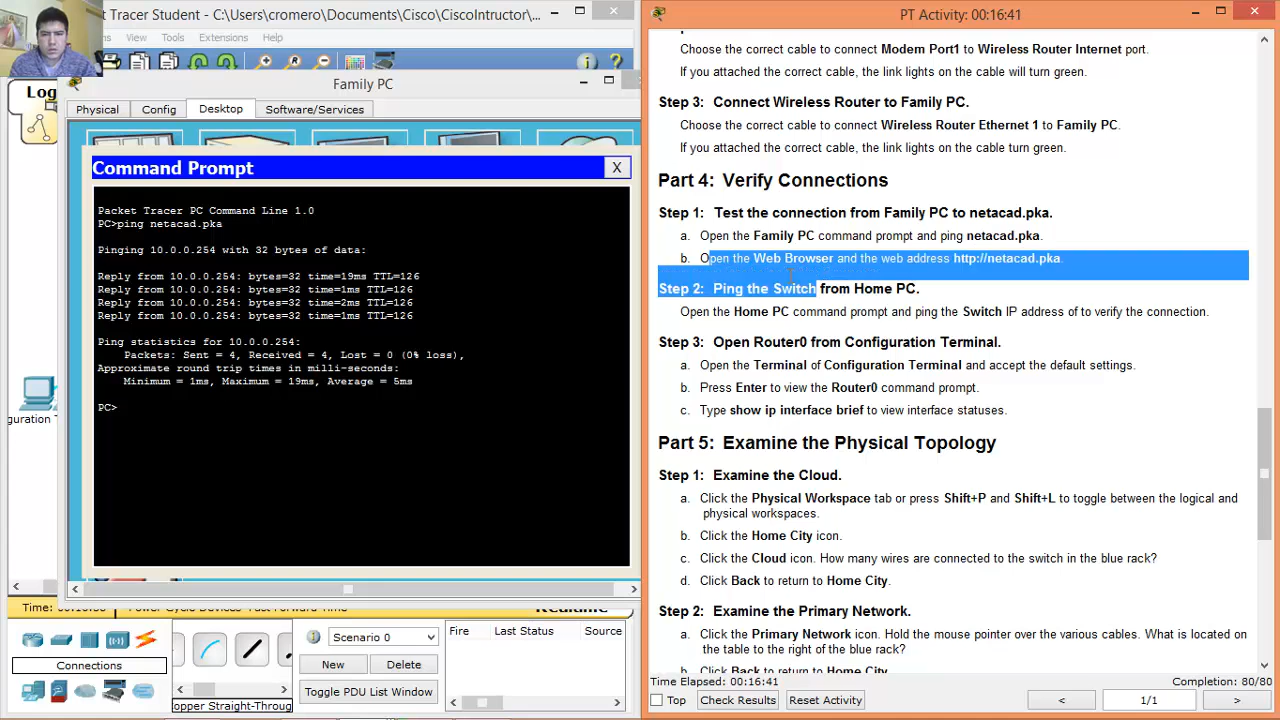 t Tracer Student - C:\Users\cromero\Documents\Cisco\CiscoIntructor\...
ns View Tools Extensions Help
Log
Family PC
Physical Config Desktop Software/Services
Command Prompt X
Packet Tracer PC Command Line 1.0
PC>ping netacad.pka
Pinging 10.0.0.254 with 32 bytes of data:
Reply from 10.0.0.254: bytes=32 time=19ms TTL=126
Reply from 10.0.0.254: bytes=32 time=1ms TTL=126
Reply from 10.0.0.254: bytes=32 time=2ms TTL=126
Reply from 10.0.0.254: bytes=32 time=1ms TTL=126
Ping statistics for 10.0.0.254:
Packets: Sent = 4, Received = 4, Lost = 0 (0% loss),
Approximate round trip times in milli-seconds:
Minimum = 1ms, Maximum = 19ms, Average = 5ms
PC>
guration T
Time: Power Cycle Devices Fast Forward Time Realtime
Connections
opper Straight-Throug
Scenario 0
New Delete
Toggle PDU List Window
Fire Last Status Source
PT Activity: 00:16:41
Choose the correct cable to connect Modem Port1 to Wireless Router Internet port.
If you attached the correct cable, the link lights on the cable will turn green.
Step 3: Connect Wireless Router to Family PC.
Choose the correct cable to connect Wireless Router Ethernet 1 to Family PC.
If you attached the correct cable, the link lights on the cable turn green.
Part 4: Verify Connections
Step 1: Test the connection from Family PC to netacad.pka.
a. Open the Family PC command prompt and ping netacad.pka.
b. Open the Web Browser and the web address http://netacad.pka.
Step 2: Ping the Switch from Home PC.
Open the Home PC command prompt and ping the Switch IP address of to verify the connection.
Step 3: Open Router0 from Configuration Terminal.
a. Open the Terminal of Configuration Terminal and accept the default settings.
b. Press Enter to view the Router0 command prompt.
c. Type show ip interface brief to view interface statuses.
Part 5: Examine the Physical Topology
Step 1: Examine the Cloud.
a. Click the Physical Workspace tab or press Shift+P and Shift+L to toggle between the logical and
physical workspaces.
b. Click the Home City icon.
c. Click the Cloud icon. How many wires are connected to the switch in the blue rack?
d. Click Back to return to Home City.
Step 2: Examine the Primary Network.
a. Click the Primary Network icon. Hold the mouse pointer over the various cables. What is located on
the table to the right of the blue rack?
b. Click Back to return to Home City.
Time Elapsed: 00:16:41 Completion: 80/80
Top Check Results Reset Activity < 1/1 >